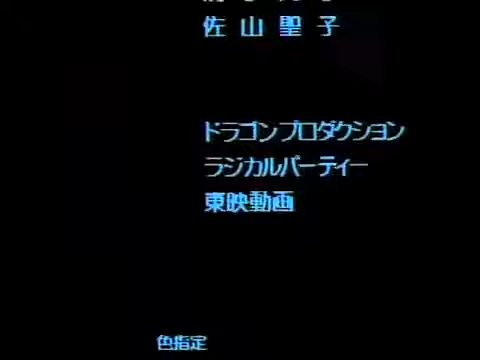 佐山聖子
ドラゴンプロダクション
ラジカルパーティー
東映動画
色指定